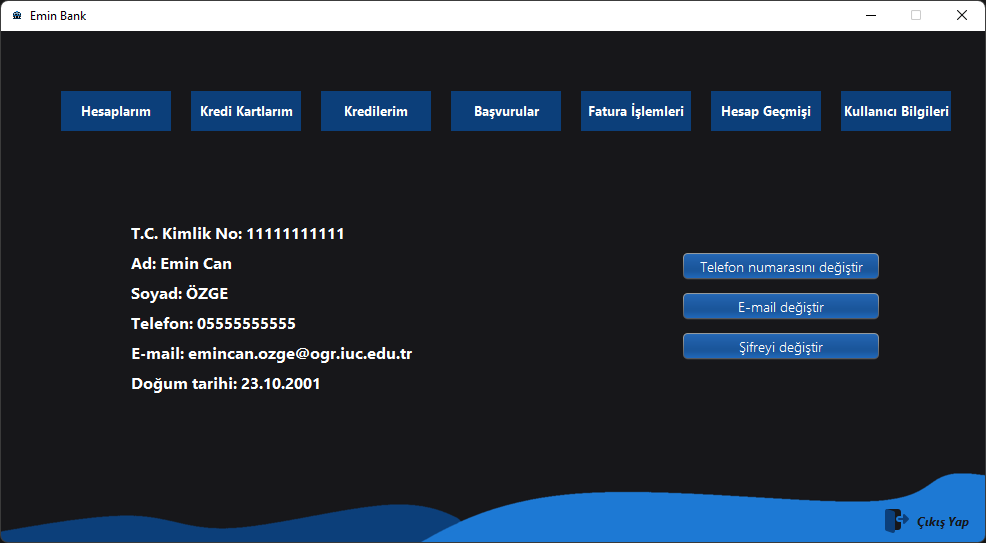 Emin Bank
Hesaplarım
Kredi Kartlarım
Kredilerim
Başvurular
Fatura İşlemleri
Hesap Geçmişi
Kullanıcı Bilgileri
T.C. Kimlik No: 11111111111
Ad: Emin Can
Soyad: ÖZGE
Telefon: 05555555555
E-mail: emincan.ozge@ogr.iuc.edu.tr
Doğum tarihi: 23.10.2001
Telefon numarasını değiştir
E-mail değiştir
Şifreyi değiştir
Çıkış Yap